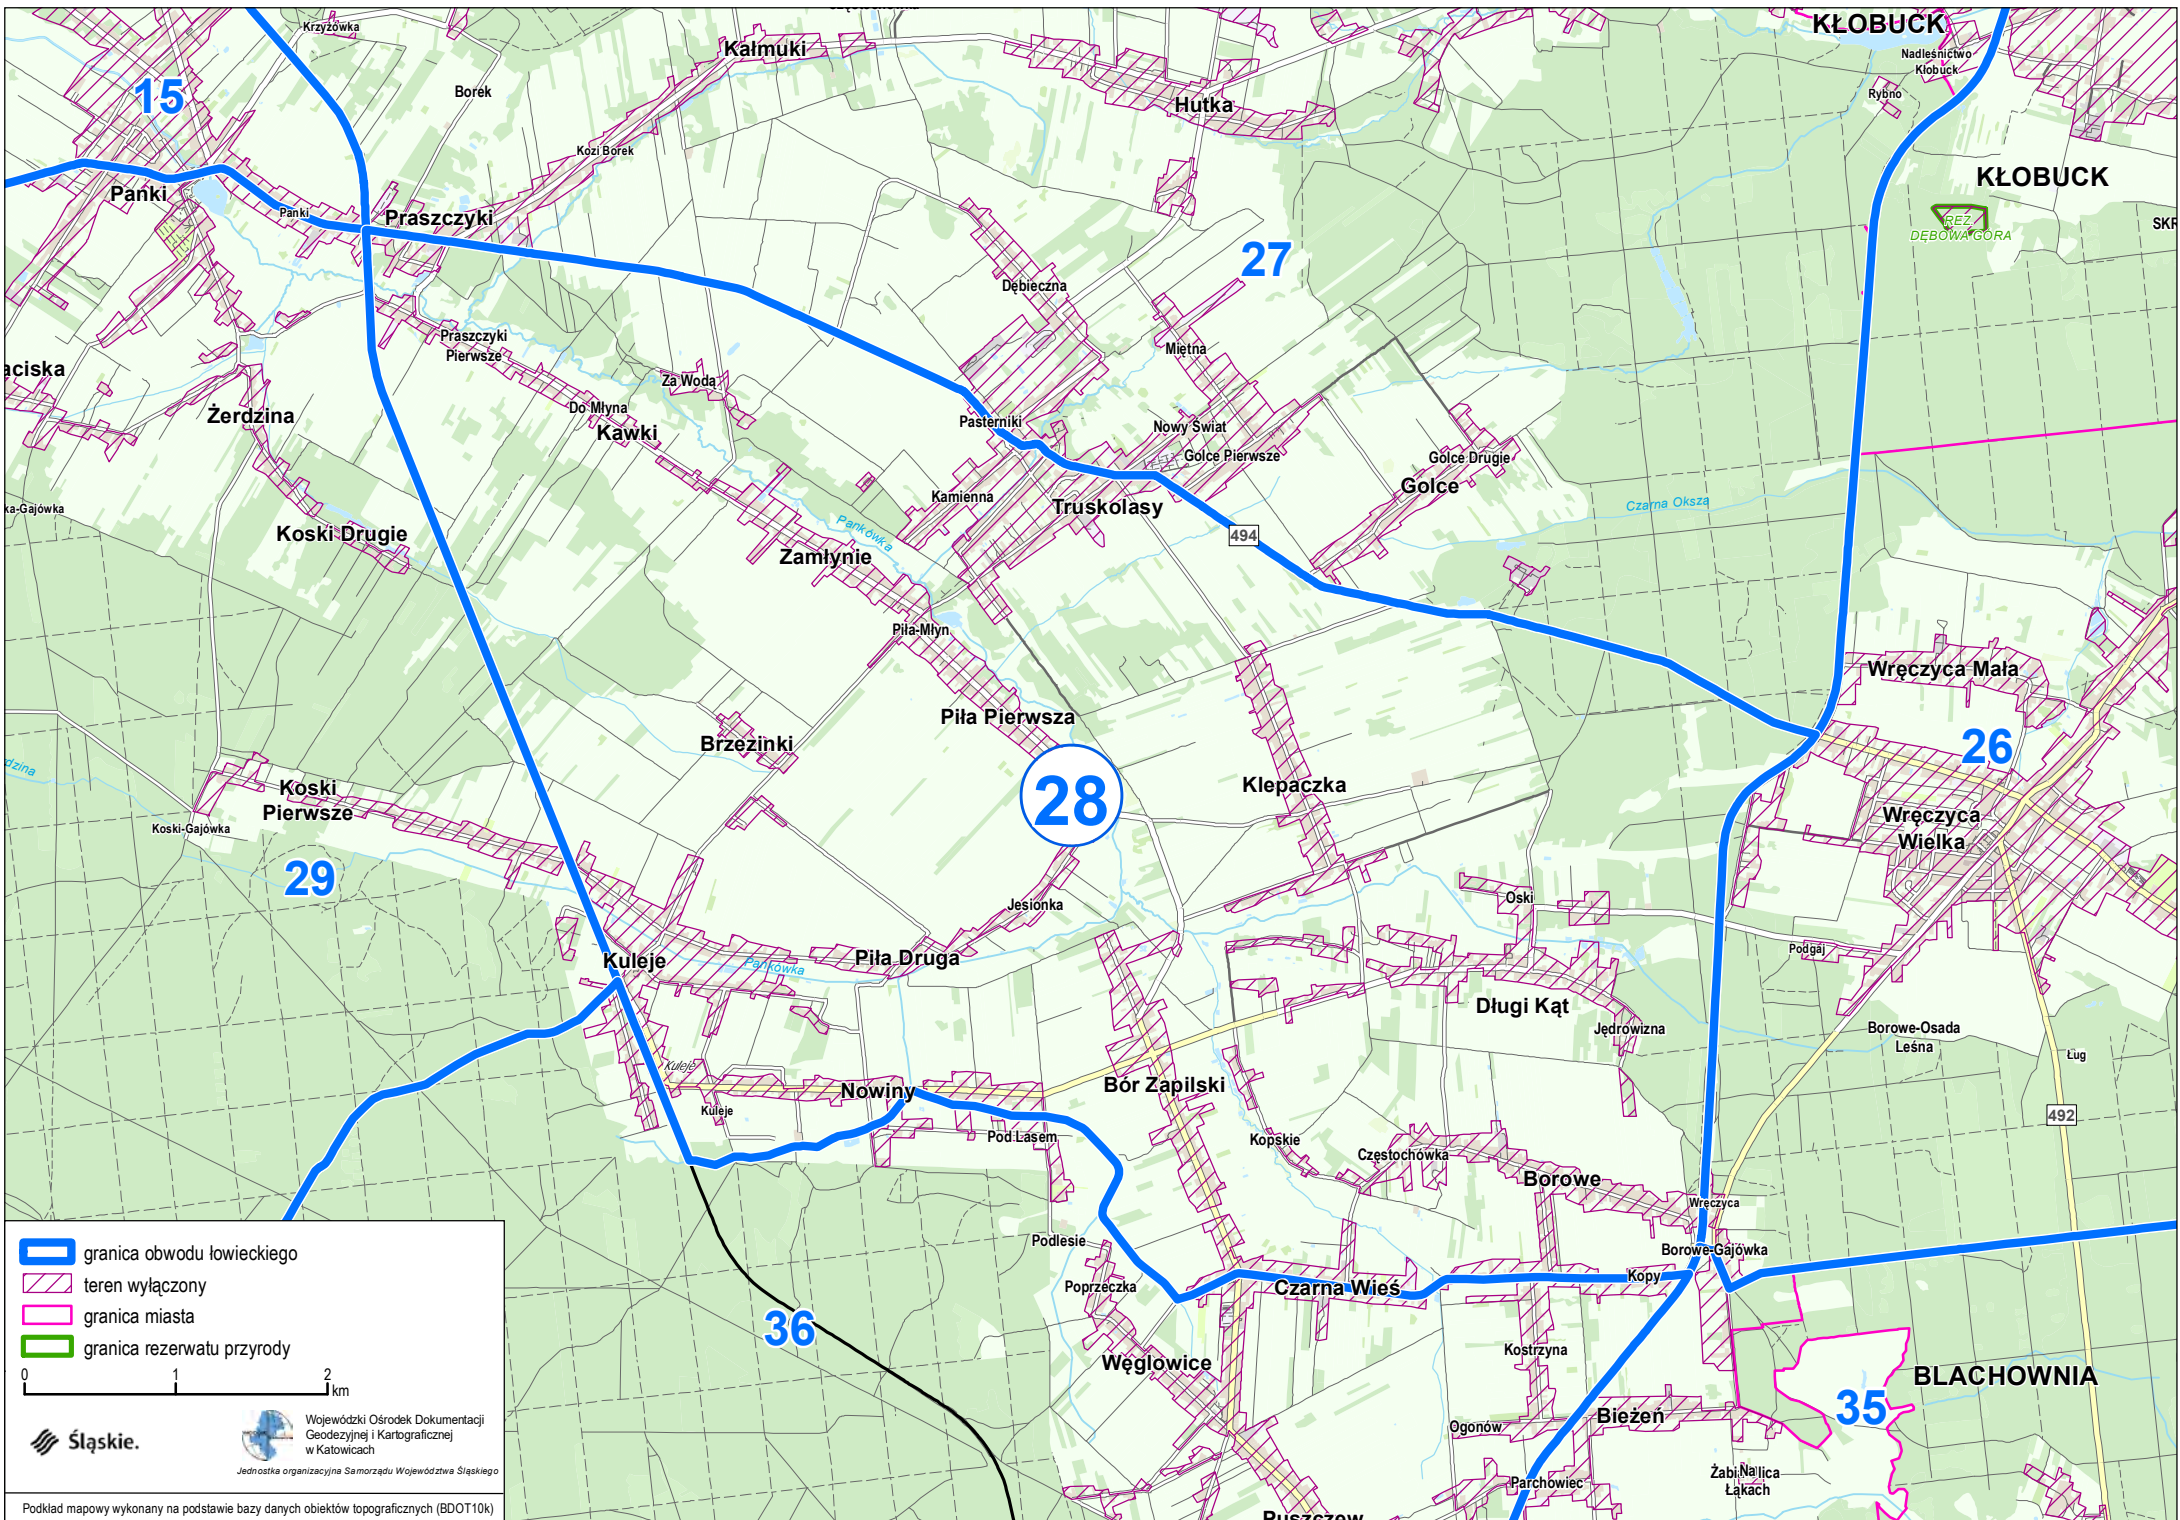 Krzyżówka
KŁOBUCK
Kałmuki
Nadleśnictwo
Kłobuck
15
Borek
Rybno
Hutka
Kozi Borek
KŁOBUCK
Panki
Panki
Praszczyki
REZ.
DĘBOWA GÓRA
27
Dębieczna
Praszczyki
Pierwsze
Miętna
Za Wodą
Żerdzina
Do Młyna
Kawki
Pasterniki
Nowy Świat
Golce Pierwsze
Golce Drugie
Golce
Kamienna
Truskolasy
Czarna Oksza
ka-Gajówka
Koski Drugie
Pankówka
494
Zamłynie
Piła-Młyn
Wręczyca Mała
Piła Pierwsza
Brzezinki
26
Klepaczka
28
Koski
Pierwsze
Koski-Gajówka
Wręczyca
Wielka
29
Jesionka
Oski
Podgaj
Kuleje
Piła Druga
Pankówka
Długi Kąt
Jędrowizna
Borowe-Osada
Leśna
Ług
Kuleje
Nowiny
Bór Zapilski
Kuleje
492
Pod Lasem
Kopskie
Częstochówka
Borowe
Wręczyca
Podlesie
Borowe-Gajówka
Kopy
Poprzeczka
Czarna Wieś
36
Kostrzyna
Węglowice
BLACHOWNIA
35
Bieżeń
Ogonów
Parchowiec
Łąkach
granica obwodu łowieckiego
teren wyłączony
granica miasta
granica rezerwatu przyrody
0 1 2
km
Śląskie.
Wojewódzki Ośrodek Dokumentacji
Geodezyjnej i Kartograficznej
w Katowicach
Jednostka organizacyjna Samorządu Województwa Śląskiego
Podkład mapowy wykonany na podstawie bazy danych obiektów topograficznych (BDOT10k)